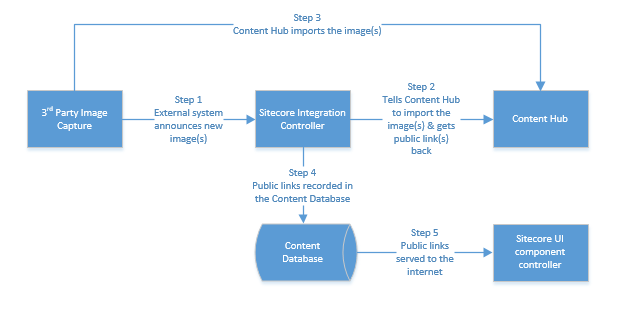 Step 3
Content Hub imports the image(s)
3rd Party Image
Capture
Step 1
External system
announces new
image(s)
Sitecore Integration
Controller
Step 2
Tells Content Hub
to import the
image(s) & gets
public link(s)
back
Content Hub
Step 4
Public links recorded in
the Content Database
Content
Database
Step 5
Public links
served to the
internet
Sitecore UI
component
controller